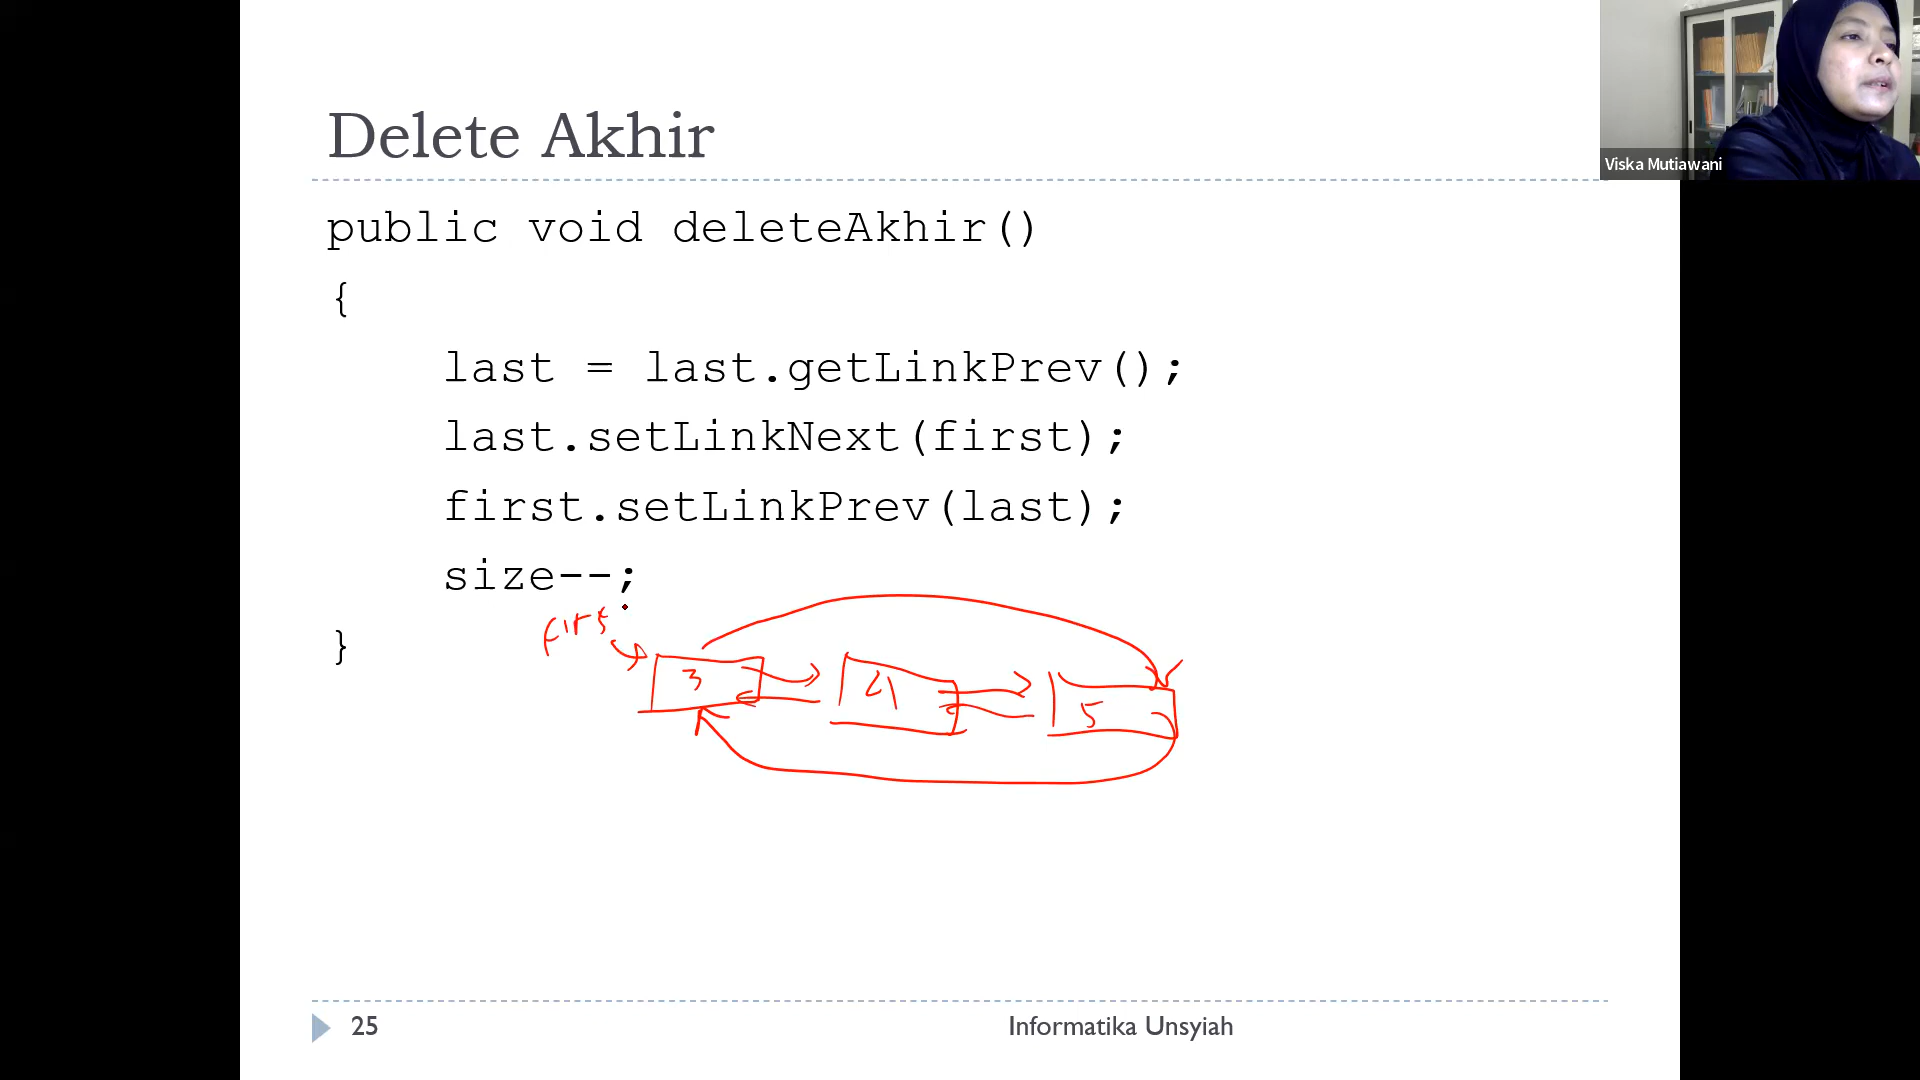 Delete Akhir
Viska Mutiawani
public void deleteAkhir()
{
last = last.getLinkPrev();
last.setLinkNext(first);
first.setLinkPrev(last);
size--;
}
first
3
21
5
25
Informatika Unsyiah